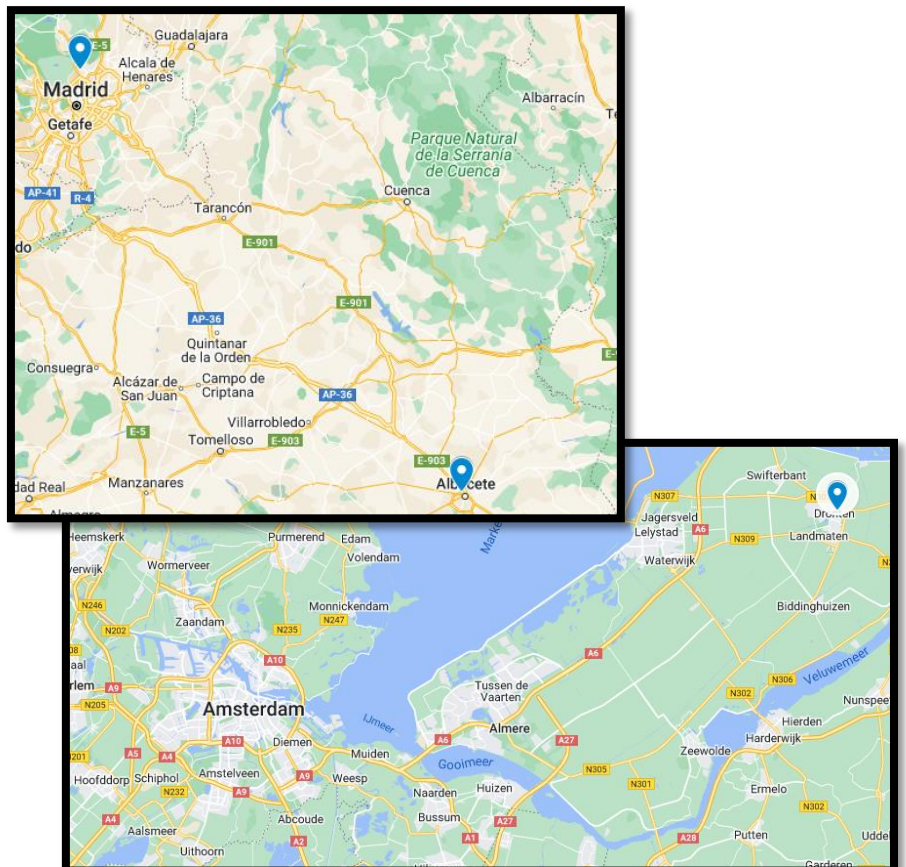 Guadalajara
E-5
Alcala de
Henares
Madrid
Getafe
Albarracín
Parque Natural
de la Serranía
de Cuenca
AP-41
R-4
Cuenca
Tarancón
E-901
E-901
AP-36
Quintanar
de la Orden
Consuegra
Alcázar de
San Juan
Campo de
Criptana
AP-36
Villarrobledo
E-5
Tomelloso
E-903
E-903
Manzanares
Swifterbant
N307
Jagersveld
Lelystad
A6
N309
Landmaten
Purmerend
Edam
Volendam
Wormerveer
Waterwijk
N246
Monnickendam
Biddinghuizen
Zaandam
N202
N235
N247
A10
A6
Veluwemeer
N306
Tussen de
Vaarten
N302
A9
N205
Amsterdam
IJmeer
Almere
Hierden
Harderwijk
A10
Diemen
A6
A27
Zeewolde
A5
A4
Muiden
Gooimeer
Hoofddorp
Schiphol
Amstelveen
A9
Weesp
N305
N301
N232
A9
Naarden
Huizen
Ermelo
Abcoude
Bussum
A27
N302
A4
Aalsmeer
A2
A1
A28
Putten
Uithoorn